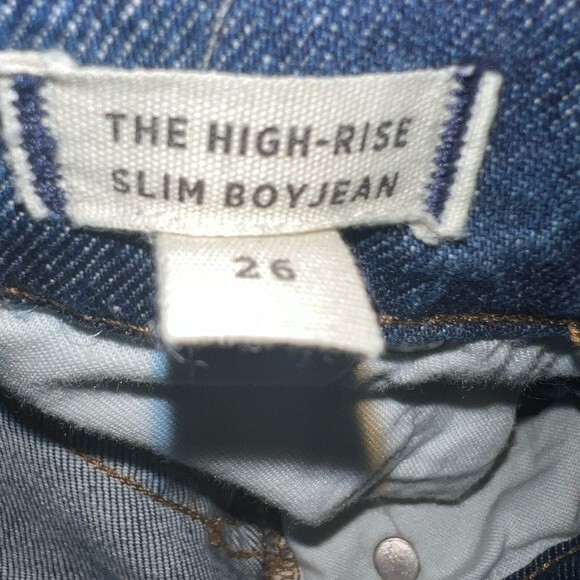 THE HIGH-RISE
SLIM BOYJEAN
26